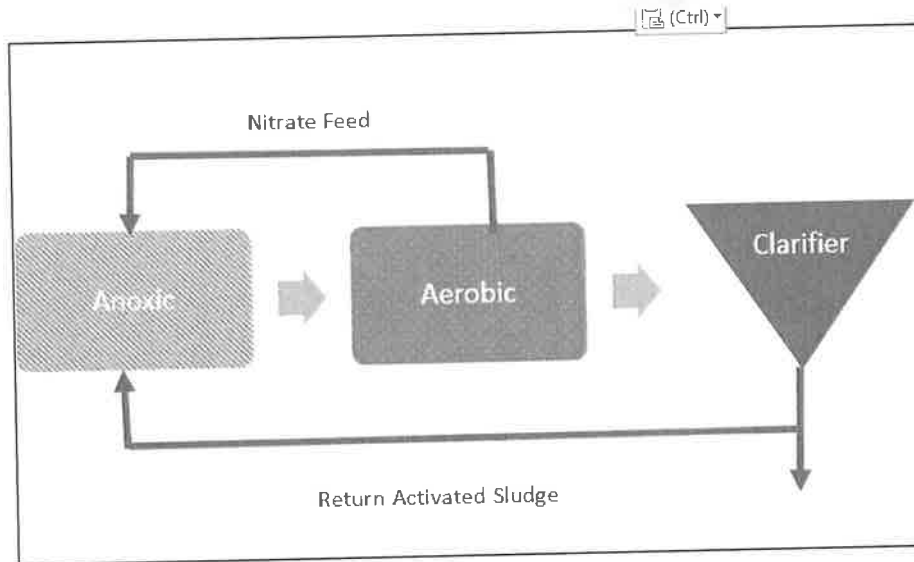 (Ctrl)
Nitrate Feed
Anoxic
Aerobic
Clarifier
Return Activated Sludge